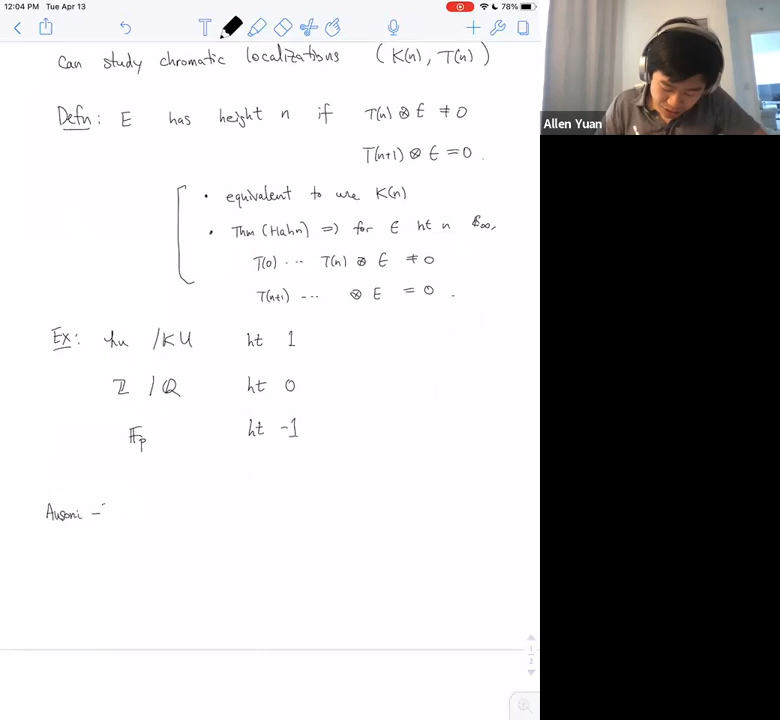 12:04 PM Tue Apr 13
78%
Can study chromatic localizations (K(n), T(n))
Allen Yuan
Defn: E has height n if T(n) ⊗ E ≠ 0
T(n+1) ⊗ E = 0.
• equivalent to use K(n)
• Thm (Hahn) => for E ht n E∞,
T(0) ... T(n) ⊗ E ≠ 0
T(n+1) ... ⊗ E = 0.
Ex: ku /KU ht 1
ℤ /ℚ ht 0
𝔽p ht -1
Ausoni -
1/2